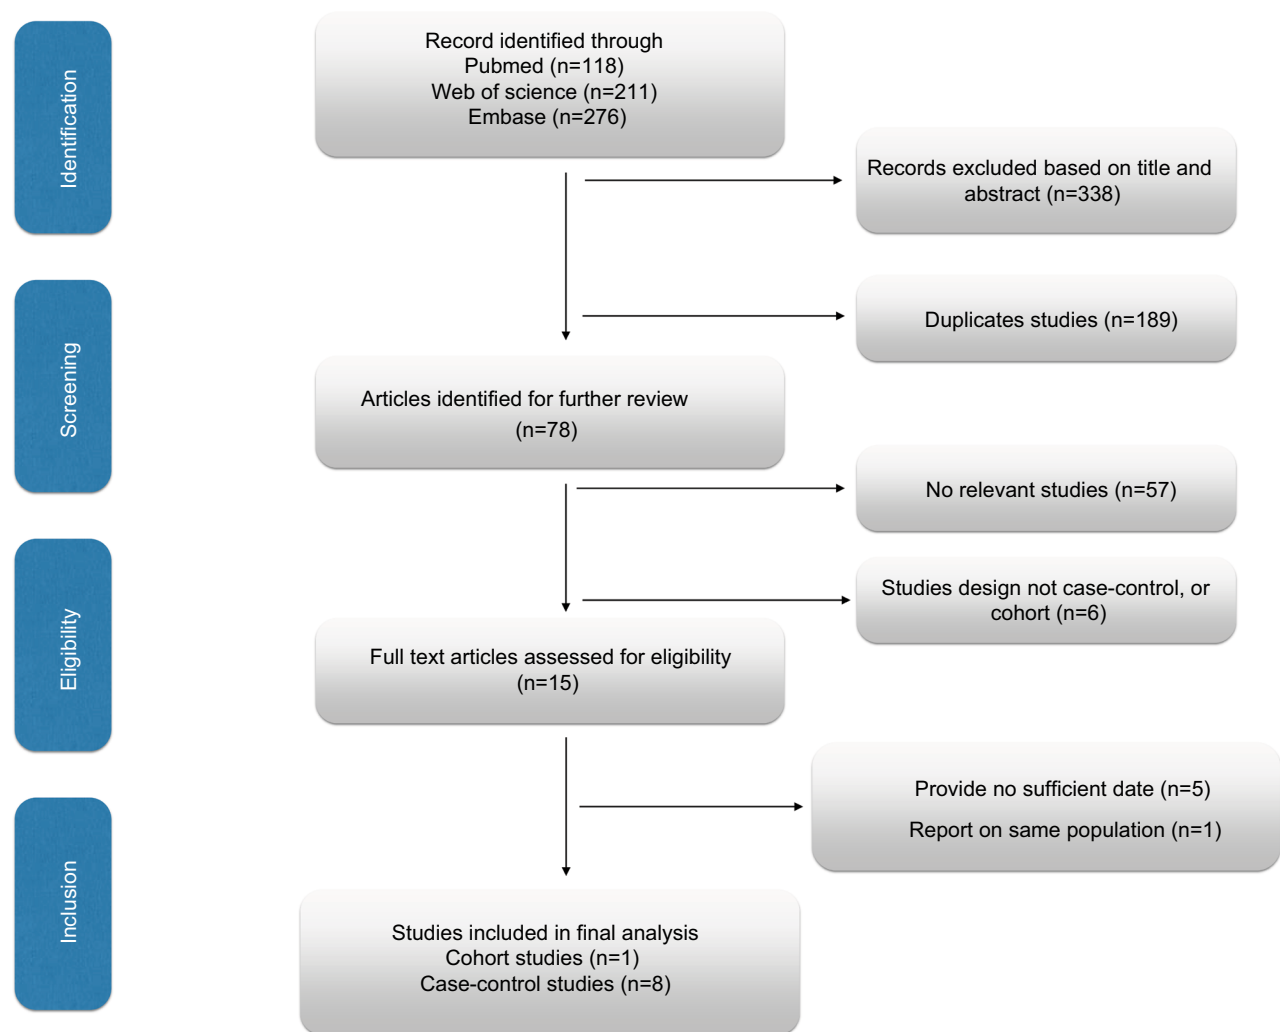 Identification
Record identified through
Pubmed (n=118)
Web of science (n=211)
Embase (n=276)
Records excluded based on title and
abstract (n=338)
Duplicates studies (n=189)
Screening
Articles identified for further review
(n=78)
No relevant studies (n=57)
Studies design not case-control, or
cohort (n=6)
Eligibility
Full text articles assessed for eligibility
(n=15)
Provide no sufficient date (n=5)
Report on same population (n=1)
Inclusion
Studies included in final analysis
Cohort studies (n=1)
Case-control studies (n=8)